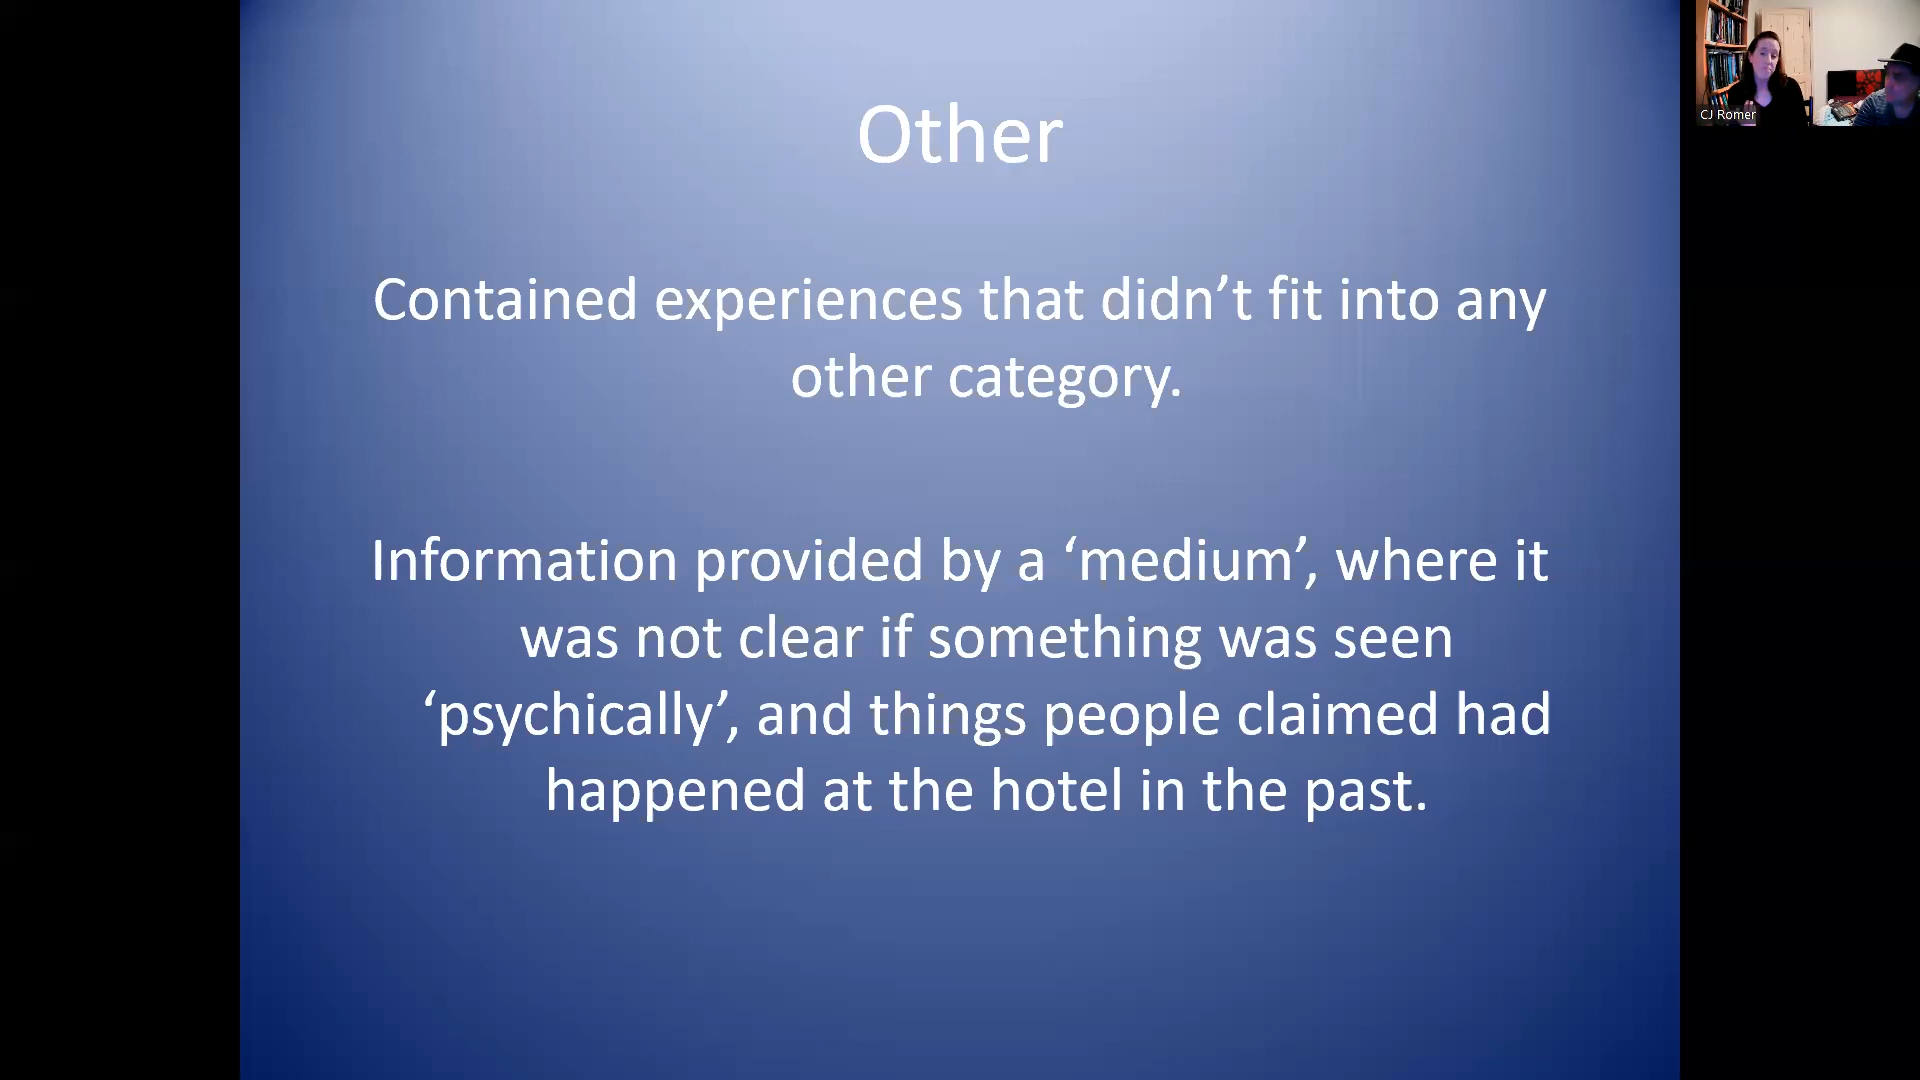 Other
Contained experiences that didn’t fit into any
other category.
Information provided by a ‘medium’, where it
was not clear if something was seen
‘psychically’, and things people claimed had
happened at the hotel in the past.
CJ Romer